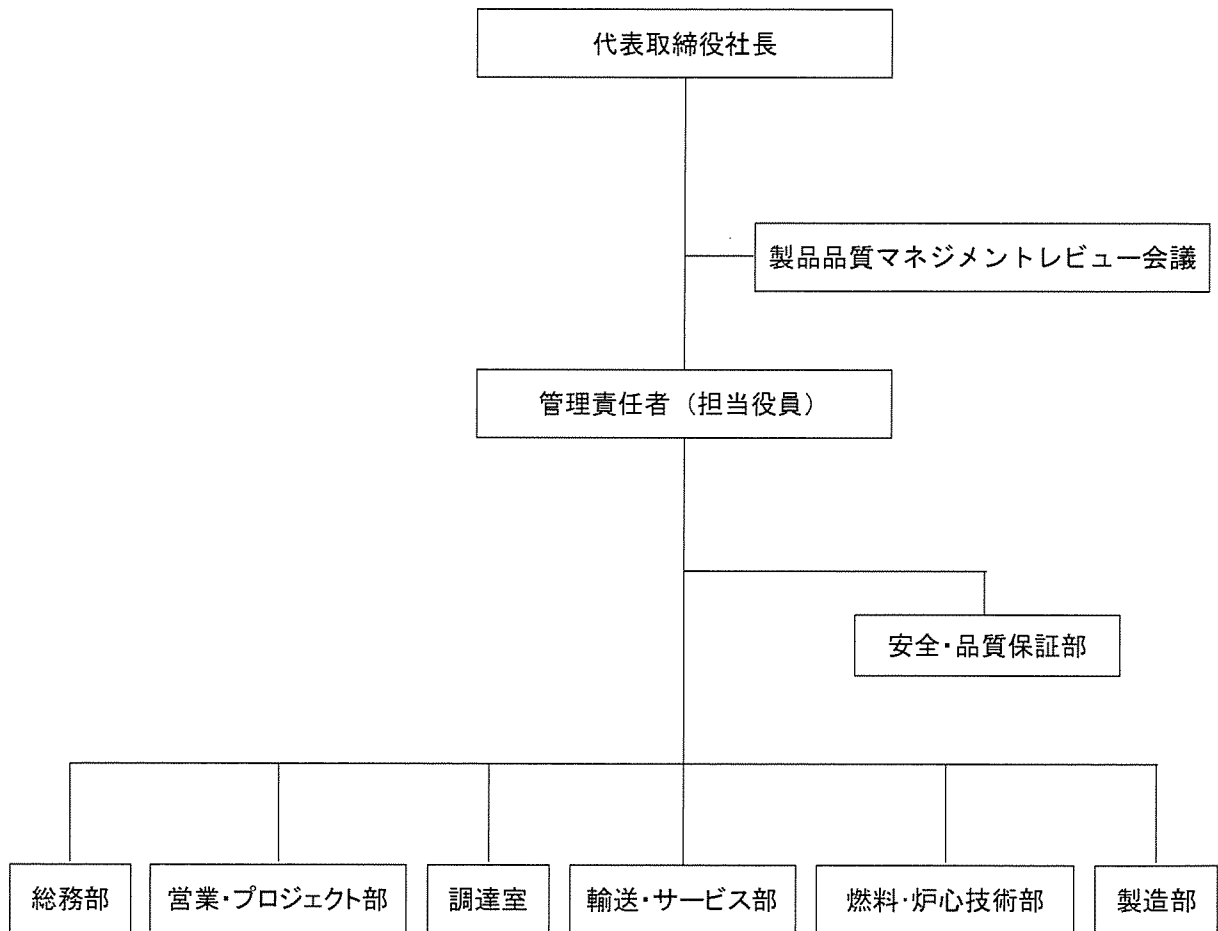 代表取締役社長
製品品質マネジメントレビュー会議
管理責任者（担当役員）
安全・品質保証部
総務部
営業・プロジェクト部
調達室
輸送・サービス部
燃料・炉心技術部
製造部